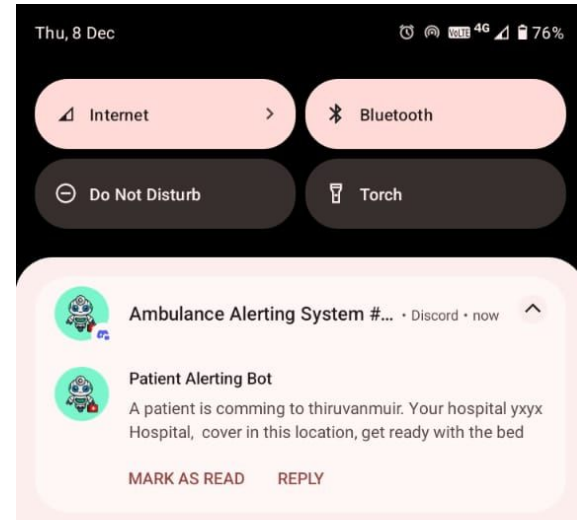 Thu, 8 Dec
VoLTE 4G 76%
Internet
Bluetooth
Do Not Disturb
Torch
Ambulance Alerting System #... • Discord • now
Patient Alerting Bot
A patient is comming to thiruvanmuir. Your hospital yxyx
Hospital, cover in this location, get ready with the bed
MARK AS READ REPLY